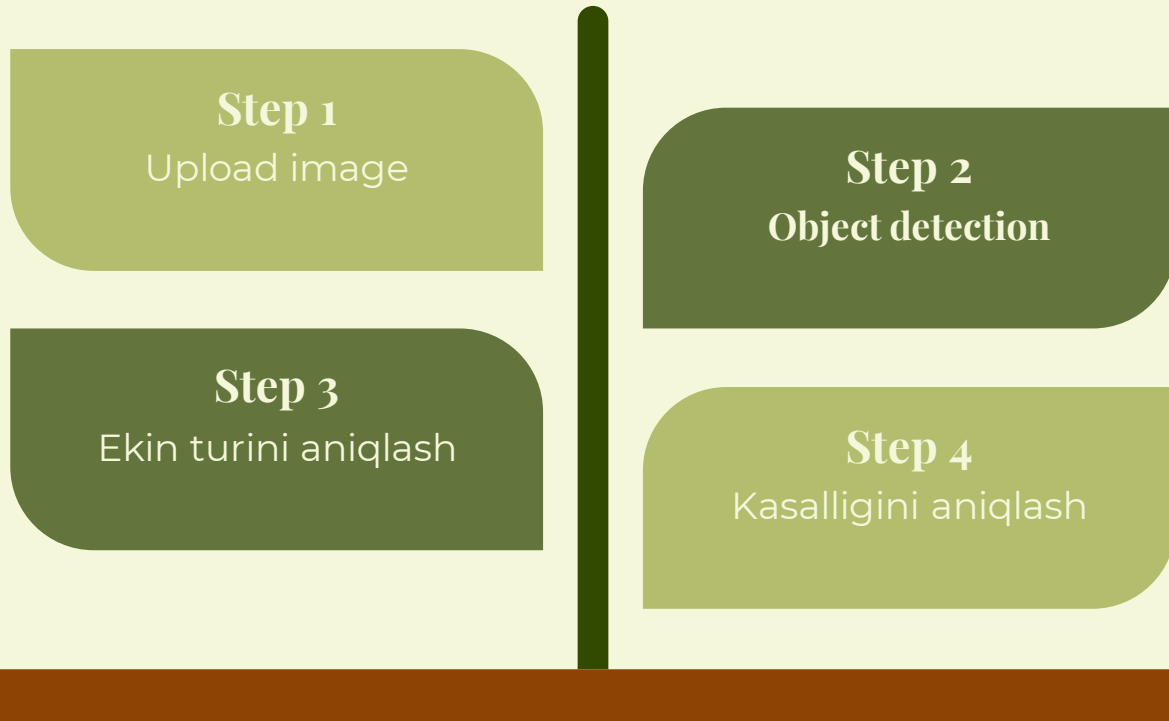 Step 1
Upload image
Step 2
Object detection
Step 3
Ekin turini aniqlash
Step 4
Kasalligini aniqlash